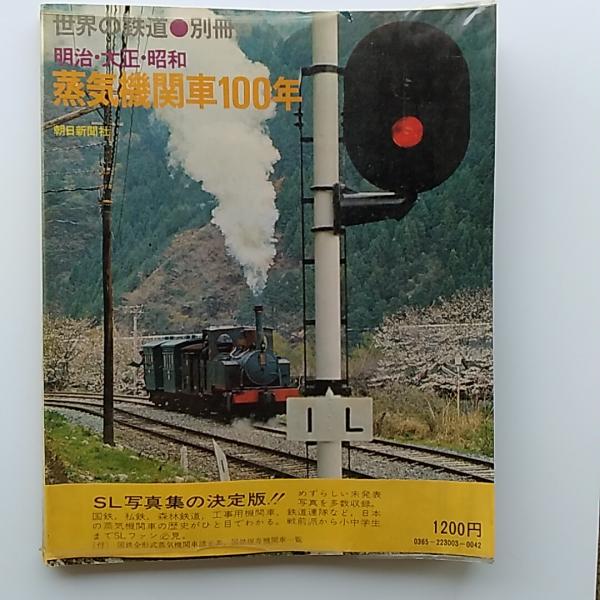 世界の鉄道●別冊
明治・大正・昭和
蒸気機関車100年
朝日新聞社
1L
SL写真集の決定版!!
めずらしい未発表
写真を多数収録。
国鉄、私鉄、森林鉄道、工事用機関車、鉄道連隊など、日本
の蒸気機関車の歴史がひと目でわかる。戦前派から小中学生
までSLファン必見。
1200円
0365-223003-0042